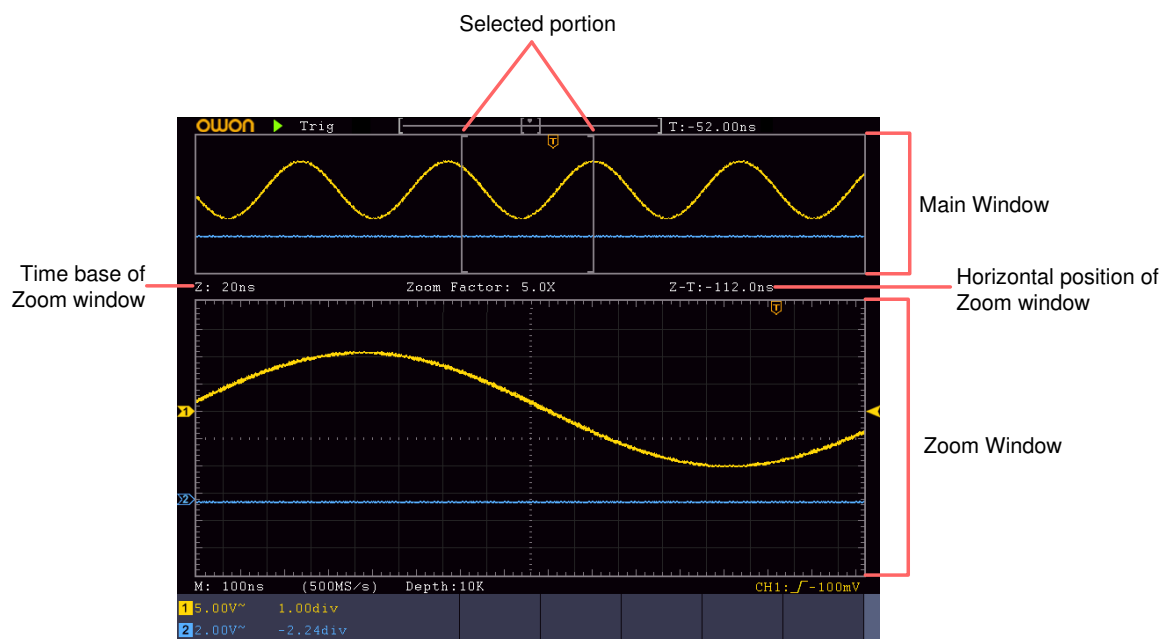 Selected portion
OWON Trig T:-52.00ns
T
Main Window
Time base of
Zoom window
Z: 20ns Zoom Factor: 5.0X Z-T:-112.0ns
Horizontal position of
Zoom window
T
1
Zoom Window
2
M: 100ns (500MS/s) Depth:10K CH1: -100mV
1 5.00V~ 1.00div
2 2.00V~ -2.24div